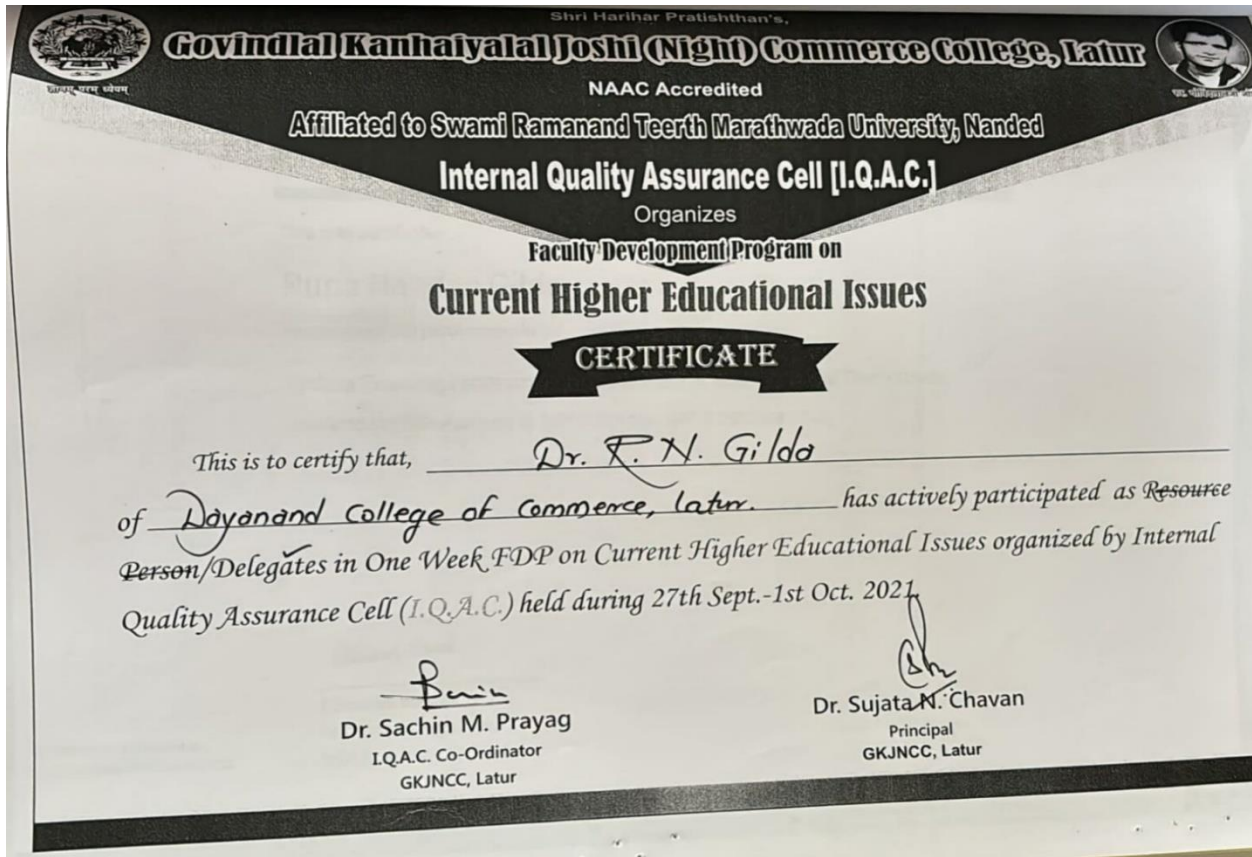 Shri Harihar Pratishthan's,
Govindlal Kanhaiyalal Joshi (Night) Commerce College, Latur
NAAC Accredited
Affiliated to Swami Ramanand Teerth Marathwada University, Nanded
Internal Quality Assurance Cell [I.Q.A.C.]
Organizes
Faculty Development Program on
Current Higher Educational Issues
CERTIFICATE
This is to certify that, Dr. R. N. Gilda
of Dayanand College of Commerce, Latur. has actively participated as Resource
Person/Delegates in One Week FDP on Current Higher Educational Issues organized by Internal
Quality Assurance Cell (I.Q.A.C.) held during 27th Sept.-1st Oct. 2021.
Dr. Sachin M. Prayag
I.Q.A.C. Co-Ordinator
GKJNCC, Latur
Dr. Sujata N. Chavan
Principal
GKJNCC, Latur